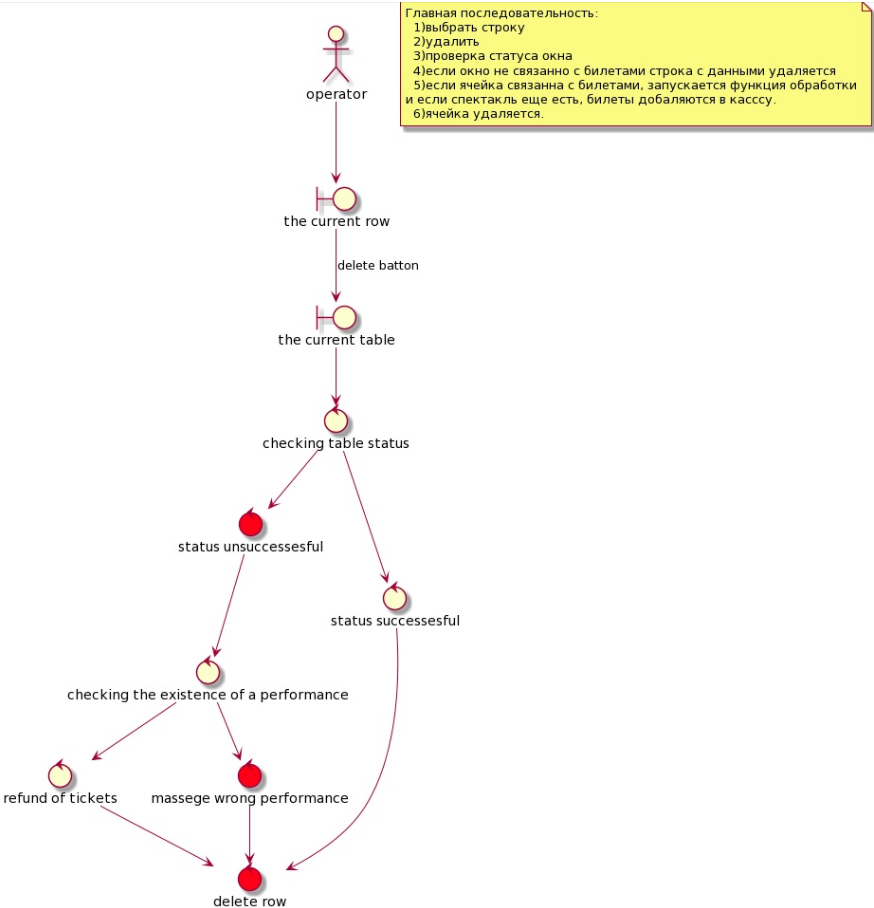 Главная последовательность:
1)выбрать строку
2)удалить
3)проверка статуса окна
4)если окно не связанно с билетами строка с данными удаляется
5)если ячейка связанна с билетами, запускается функция обработки
и если спектакль еще есть, билеты добаляются в касссу.
6)ячейка удаляется.
operator
the current row
delete batton
the current table
checking table status
status unsuccessesful
status successesful
checking the existence of a performance
refund of tickets
massege wrong performance
delete row